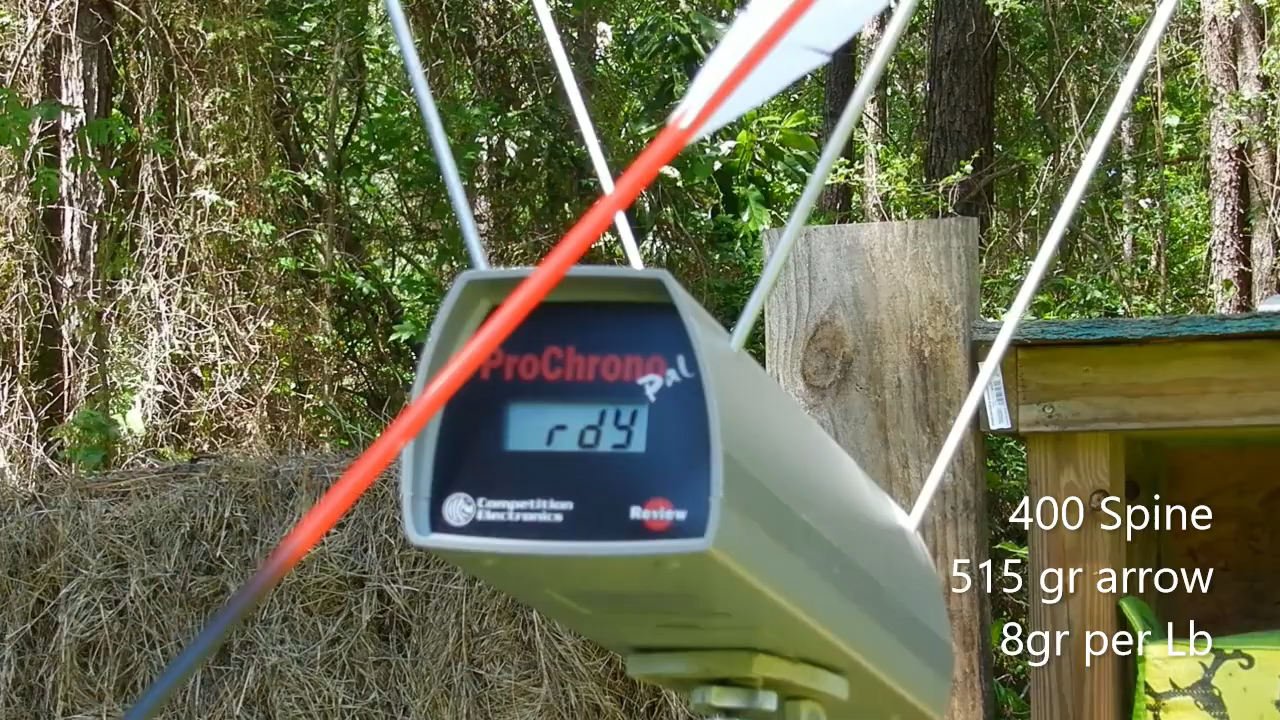 ProChrono
Pal
rdy
Competition
Electronics
Review
400 Spine
515 gr arrow
8gr per Lb